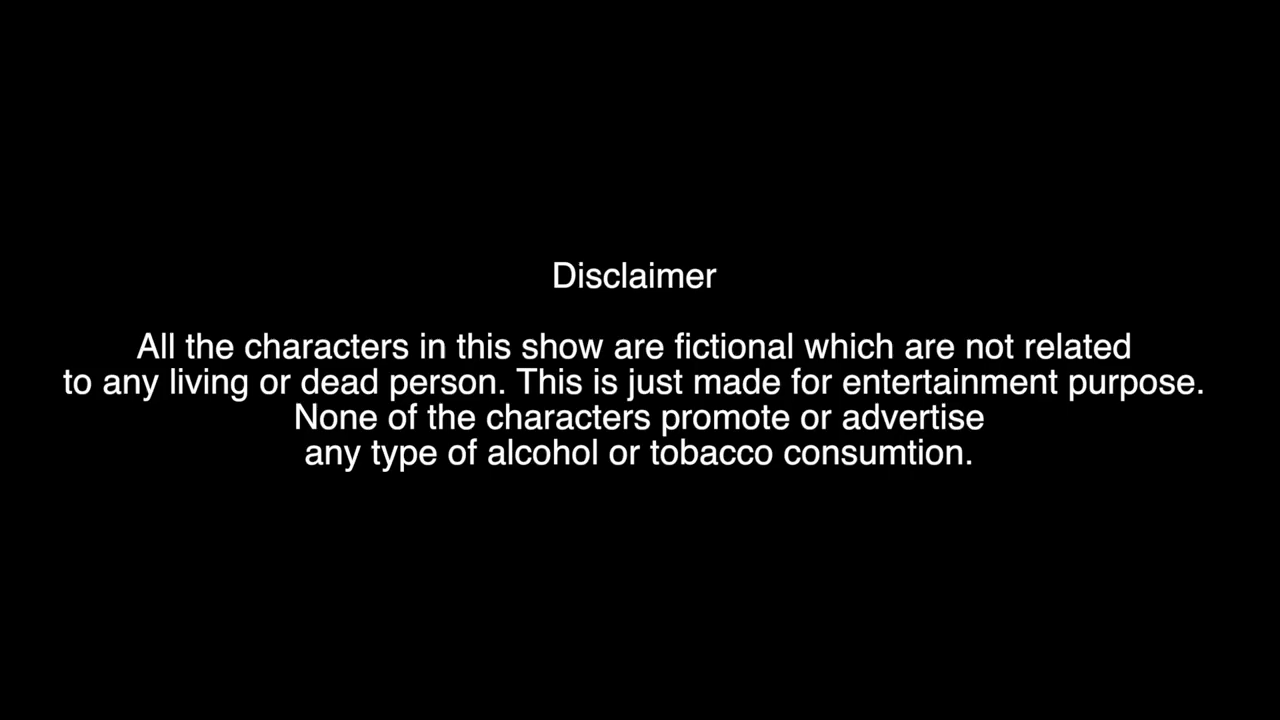 Disclaimer
All the characters in this show are fictional which are not related
to any living or dead person. This is just made for entertainment purpose.
None of the characters promote or advertise
any type of alcohol or tobacco consumtion.